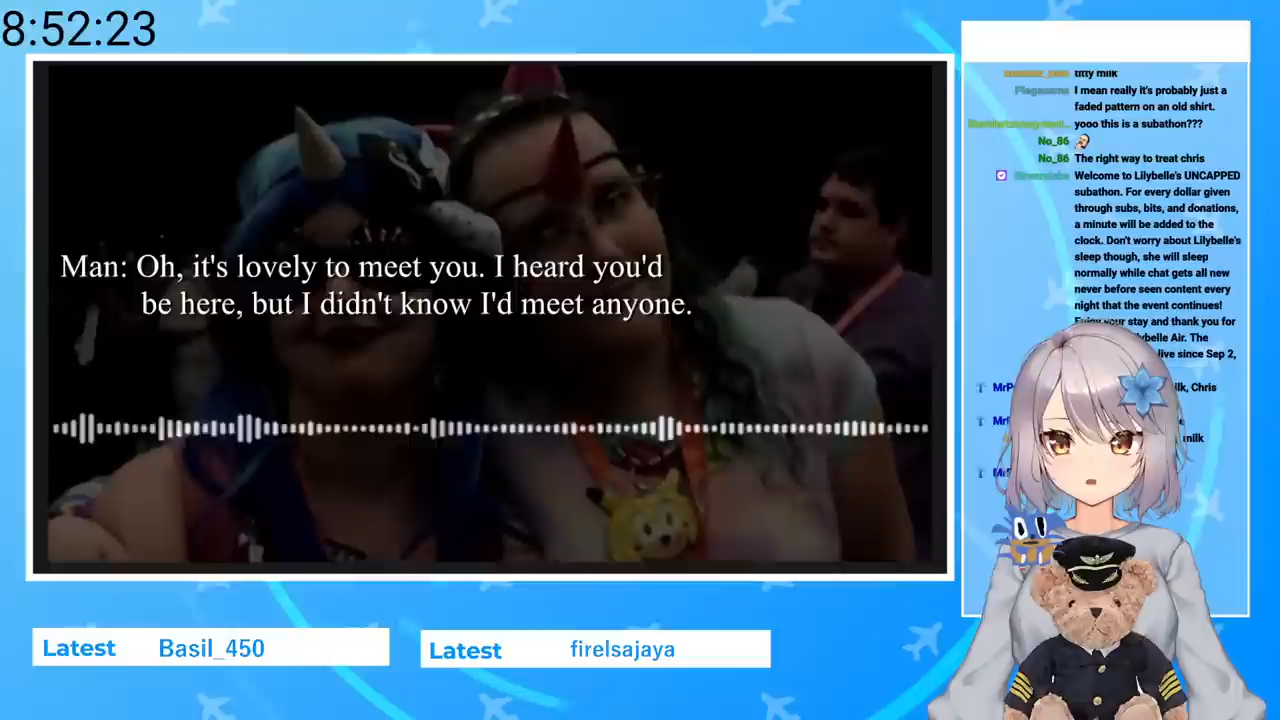 8:52:23
Man: Oh, it's lovely to meet you. I heard you'd
be here, but I didn't know I'd meet anyone.
Latest Basil_450
Latest firelsajaya
titty milk
I mean really it's probably just a
faded pattern on an old shirt.
yooo this is a subathon???
No_86
No_86 The right way to treat chris
Welcome to Lilybelle's UNCAPPED
subathon. For every dollar given
through subs, bits, and donations,
a minute will be added to the
clock. Don't worry about Lilybelle's
sleep though, she will sleep
normally while chat gets all new
never before seen content every
night that the event continues!
Enjoy your stay and thank you for
Air. The
live since Sep 2,
Chris
milk